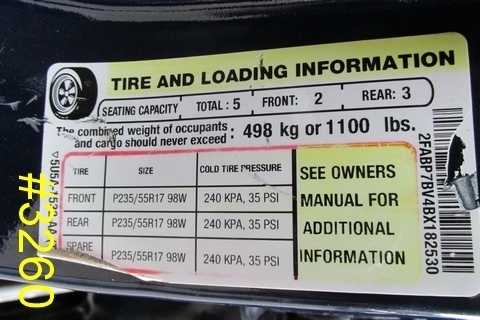 TIRE AND LOADING INFORMATION
SEATING CAPACITY TOTAL : 5 FRONT: 2 REAR: 3
The combined weight of occupants
and cargo should never exceed : 498 kg or 1100 lbs.
TIRE SIZE COLD TIRE PRESSURE
FRONT P235/55R17 98W 240 KPA, 35 PSI
REAR P235/55R17 98W 240 KPA, 35 PSI
SPARE P235/55R17 98W 240 KPA, 35 PSI
SEE OWNERS
MANUAL FOR
ADDITIONAL
INFORMATION
2FABP7BV4BX182530
#3260